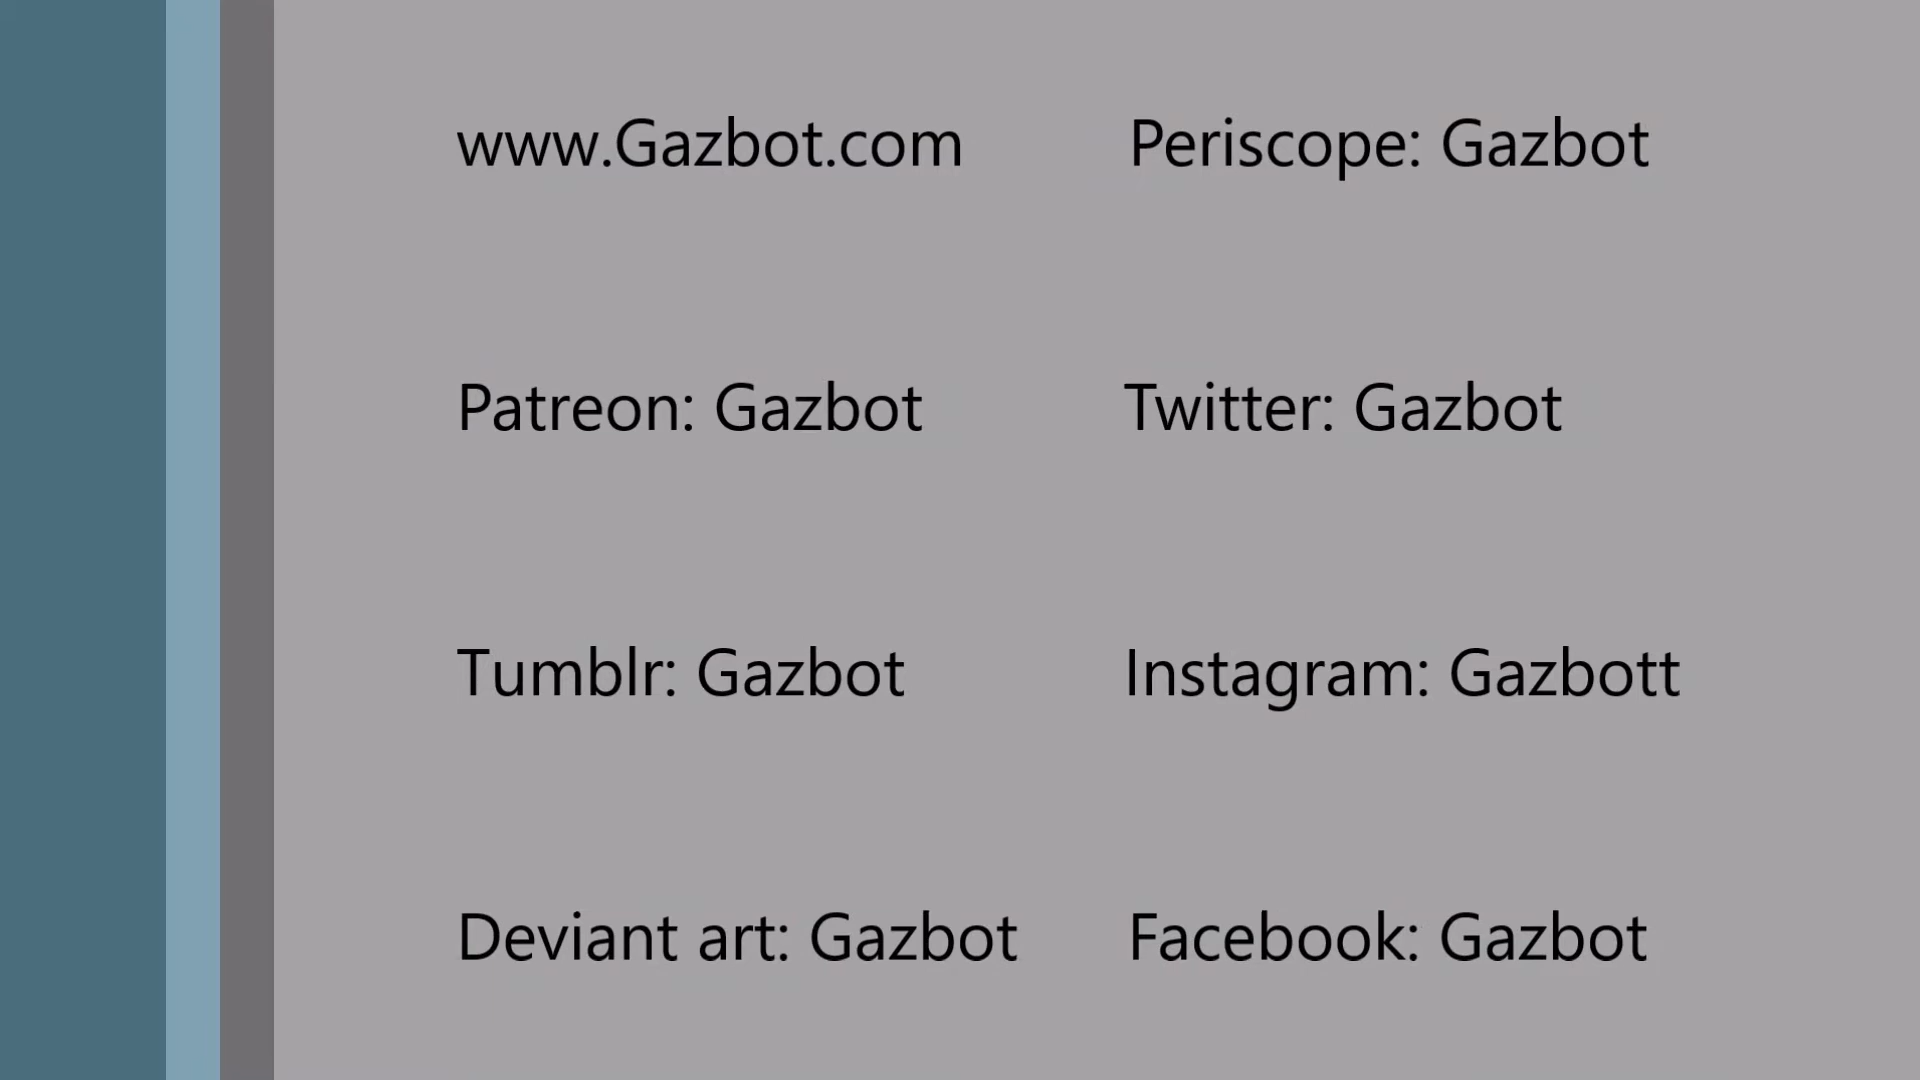 www.Gazbot.com
Periscope: Gazbot
Patreon: Gazbot
Twitter: Gazbot
Tumblr: Gazbot
Instagram: Gazbott
Deviant art: Gazbot
Facebook: Gazbot